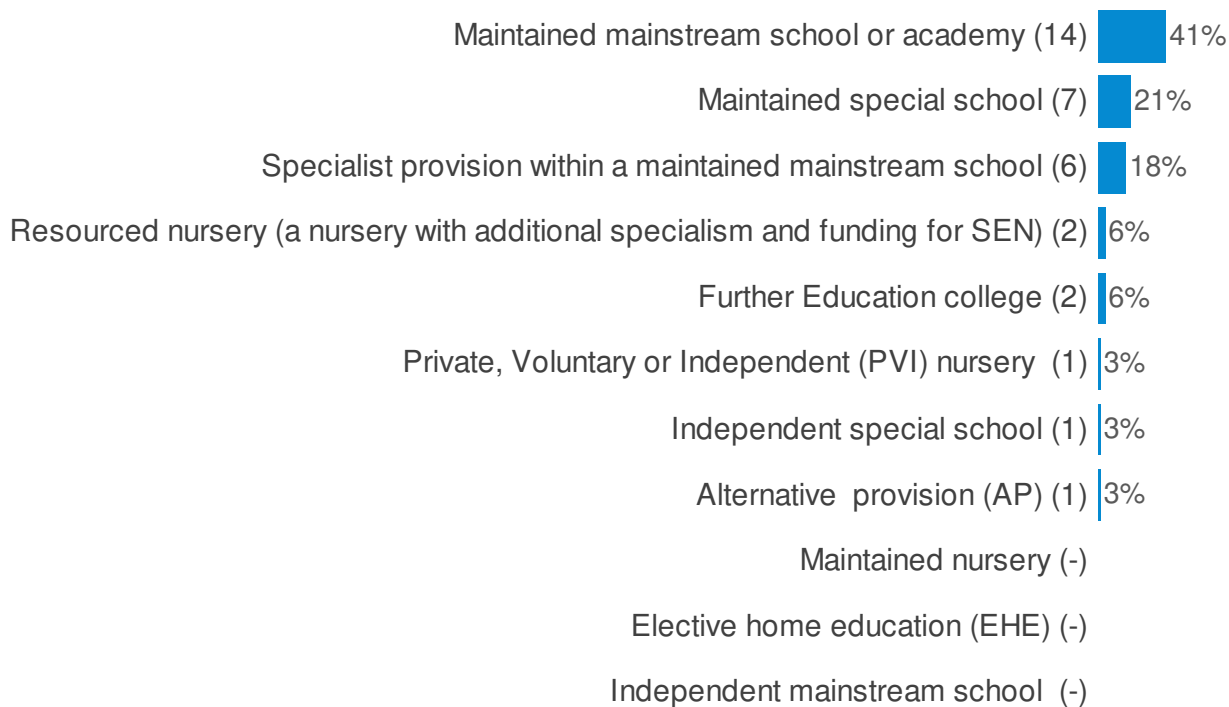 Maintained mainstream school or academy (14) 41%
Maintained special school (7) 21%
Specialist provision within a maintained mainstream school (6) 18%
Resourced nursery (a nursery with additional specialism and funding for SEN) (2) 6%
Further Education college (2) 6%
Private, Voluntary or Independent (PVI) nursery  (1) 3%
Independent special school (1) 3%
Alternative  provision (AP) (1) 3%
Maintained nursery (-)
Elective home education (EHE) (-)
Independent mainstream school  (-)